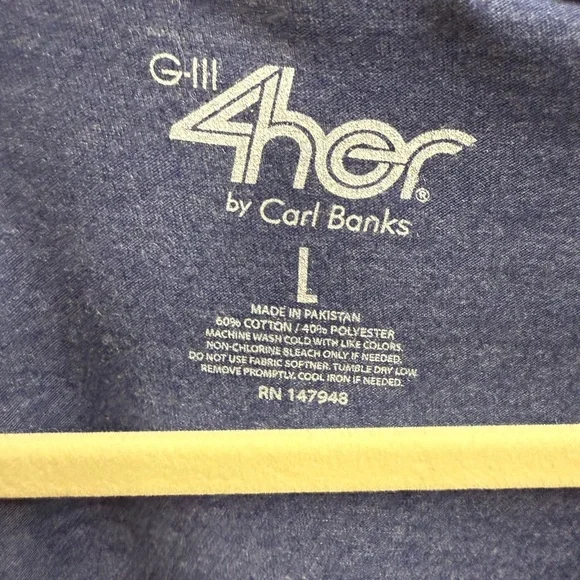 G-III
4her®
by Carl Banks
L
MADE IN PAKISTAN
60% COTTON / 40% POLYESTER
MACHINE WASH COLD WITH LIKE COLORS.
NON-CHLORINE BLEACH ONLY IF NEEDED.
DO NOT USE FABRIC SOFTNER. TUMBLE DRY LOW.
REMOVE PROMPTLY. COOL IRON IF NEEDED.
RN 147948